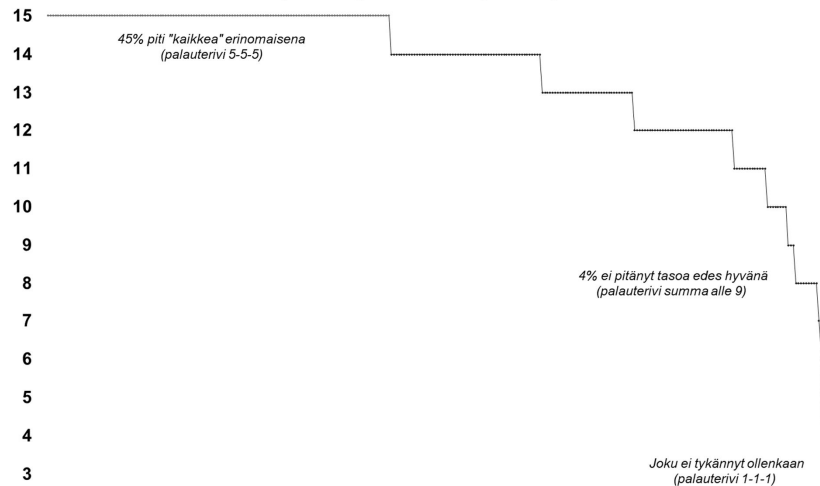 15
45% piti "kaikkea" erinomaisena
(palauterivi 5-5-5)
14
13
12
11
10
9
4% ei pitänyt tasoa edes hyvänä
8
(palauterivi summa alle 9)
7
6
5
4
Joku ei tykännyt ollenkaan
3
(palauterivi 1-1-1)